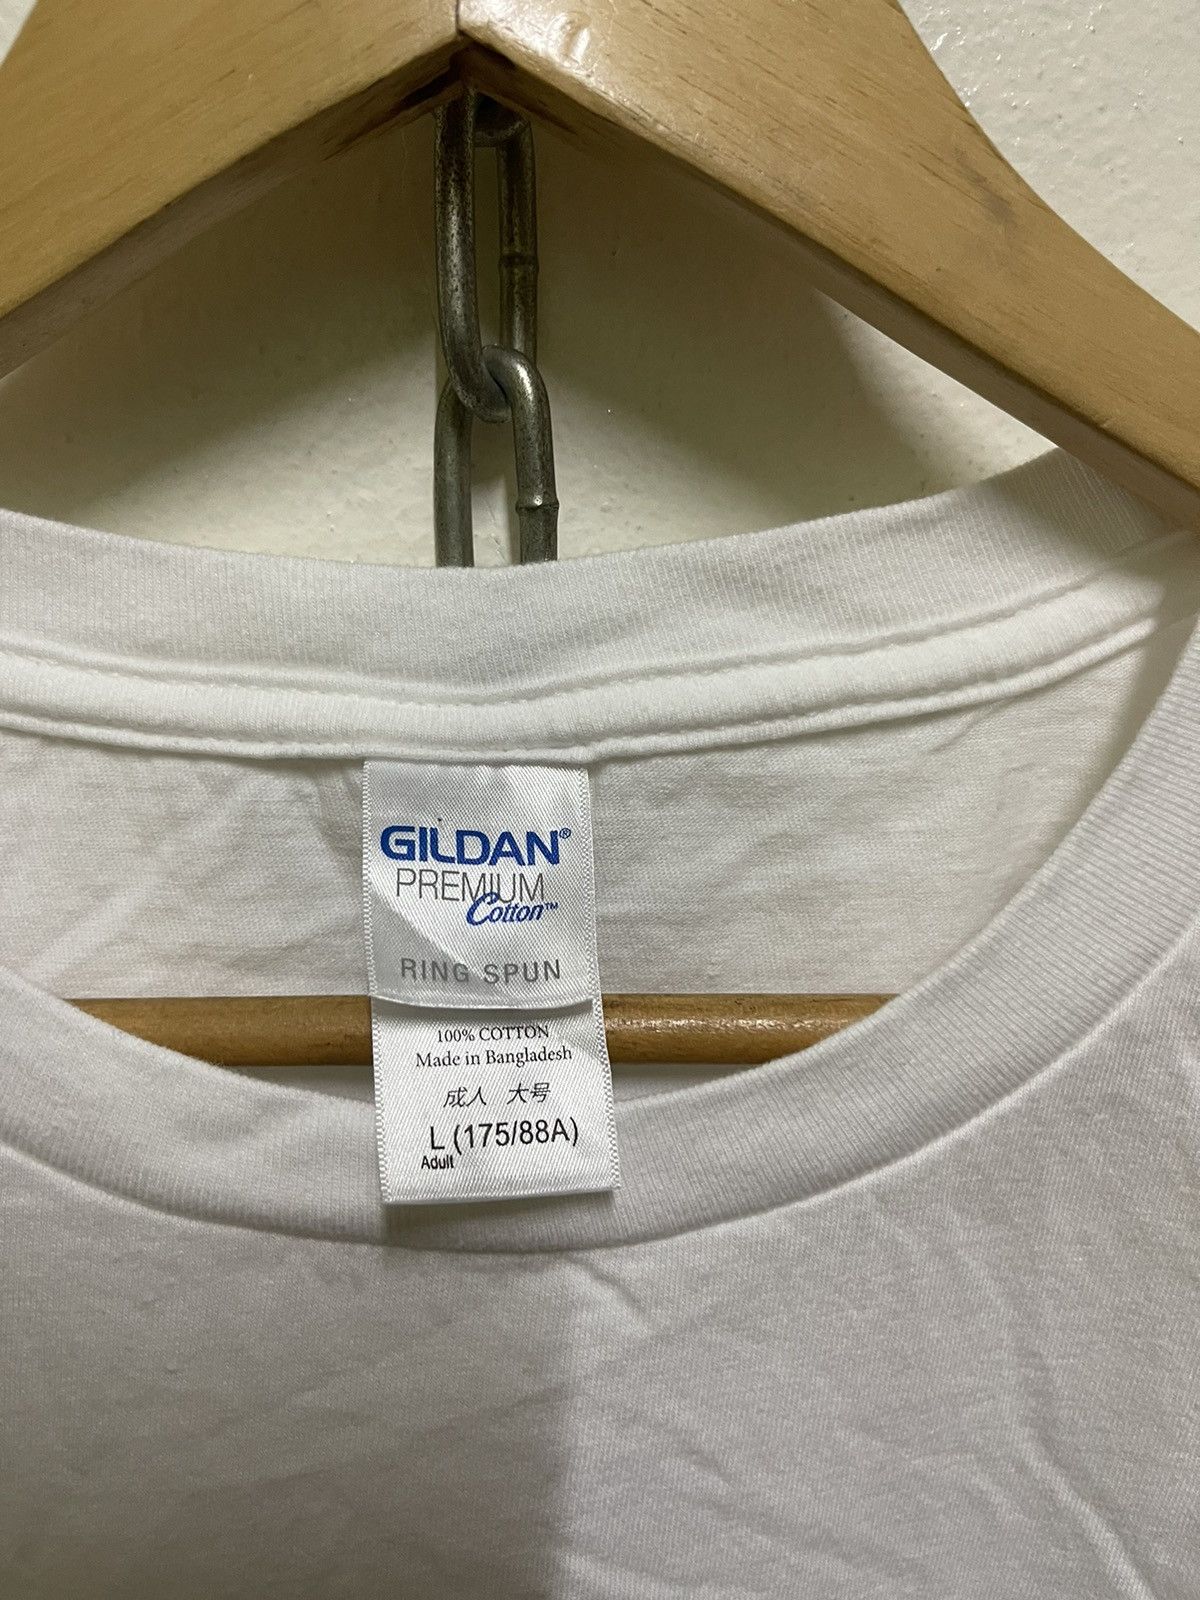 GILDAN®
PREMIUM
Cotton™
RING SPUN
100% COTTON
Made in Bangladesh
成人 大号
L (175/88A)
Adult